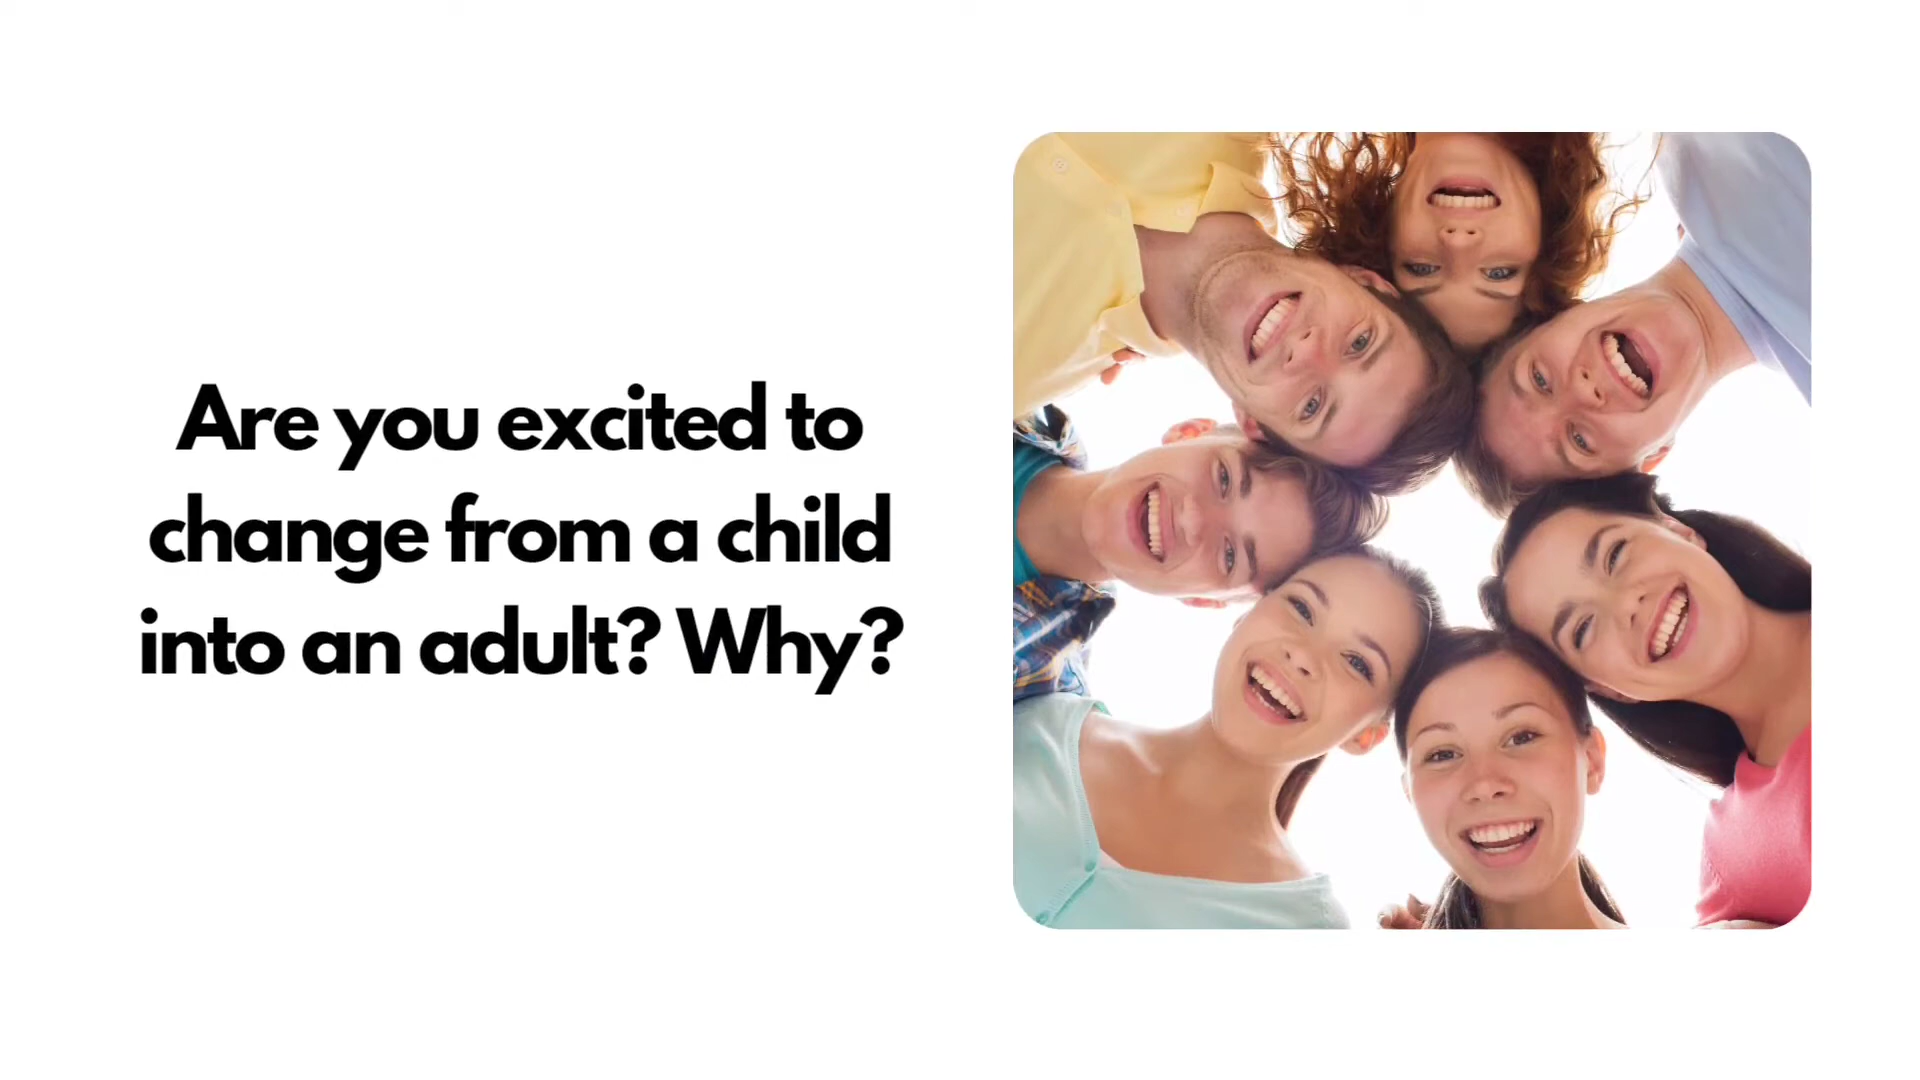 Are you excited to
change from a child
into an adult? Why?